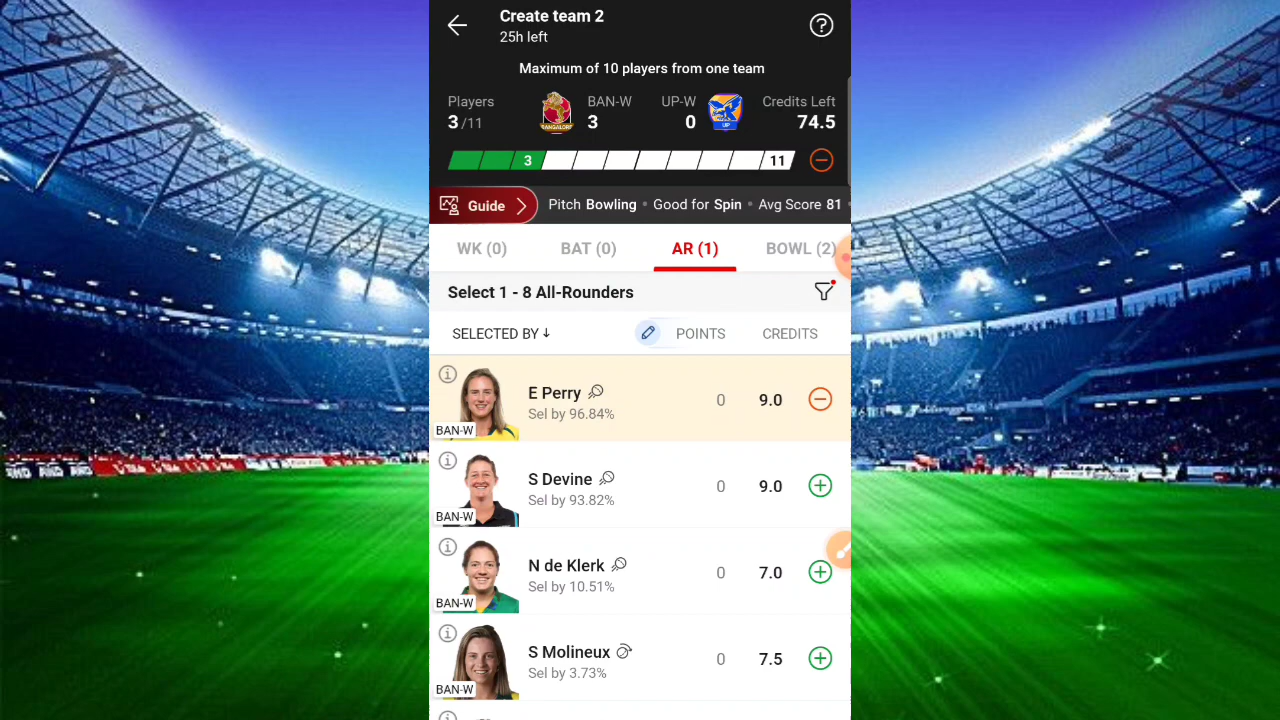 Create team 2
25h left
Maximum of 10 players from one team
Players
BAN-W
UP-W
Credits Left
3/11
BANGALORE
3
0
UP
74.5
3
11
Guide
Pitch Bowling • Good for Spin • Avg Score 81
WK (0)
BAT (0)
AR (1)
BOWL (2)
Select 1 - 8 All-Rounders
SELECTED BY↓
POINTS
CREDITS
E Perry
Sel by 96.84%
0
9.0
BAN-W
S Devine
Sel by 93.82%
0
9.0
BAN-W
N de Klerk
Sel by 10.51%
0
7.0
BAN-W
S Molineux
Sel by 3.73%
0
7.5
BAN-W